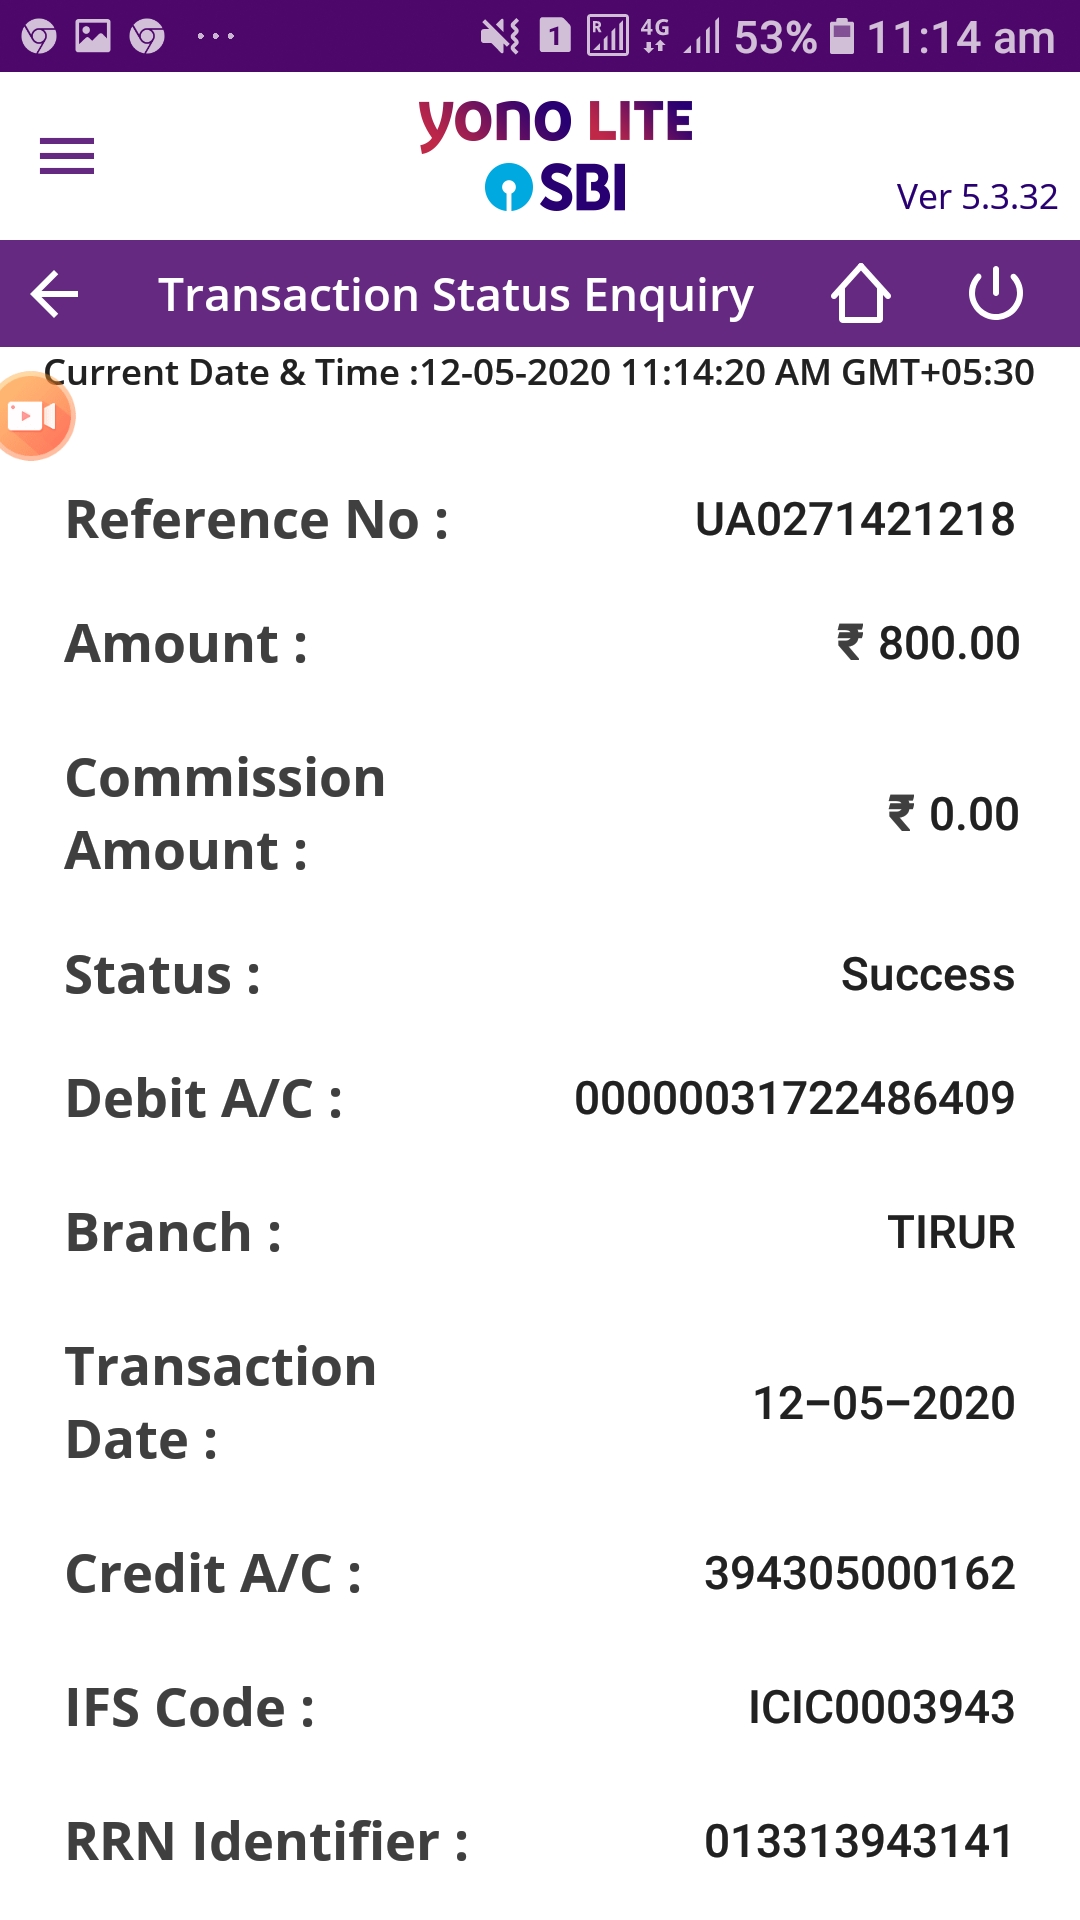 1 R 4G 53% 11:14 am
yono LITE
SBI
Ver 5.3.32
Transaction Status Enquiry
Current Date & Time :12-05-2020 11:14:20 AM GMT+05:30
Reference No : UA0271421218
Amount : ₹ 800.00
Commission
Amount : ₹ 0.00
Status : Success
Debit A/C : 00000031722486409
Branch : TIRUR
Transaction
Date : 12-05-2020
Credit A/C : 394305000162
IFS Code : ICIC0003943
RRN Identifier : 013313943141